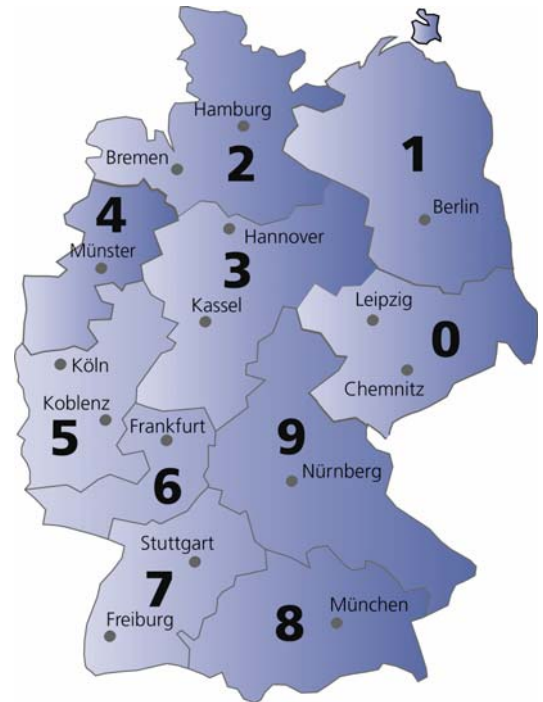 Hamburg
1
Bremen
2
4
Berlin
Hannover
Münster
3
Leipzig
Kassel
0
Köln
Chemnitz
Koblenz
Frankfurt
9
5
Nürnberg
6
Stuttgart
7
München
Freiburg
8